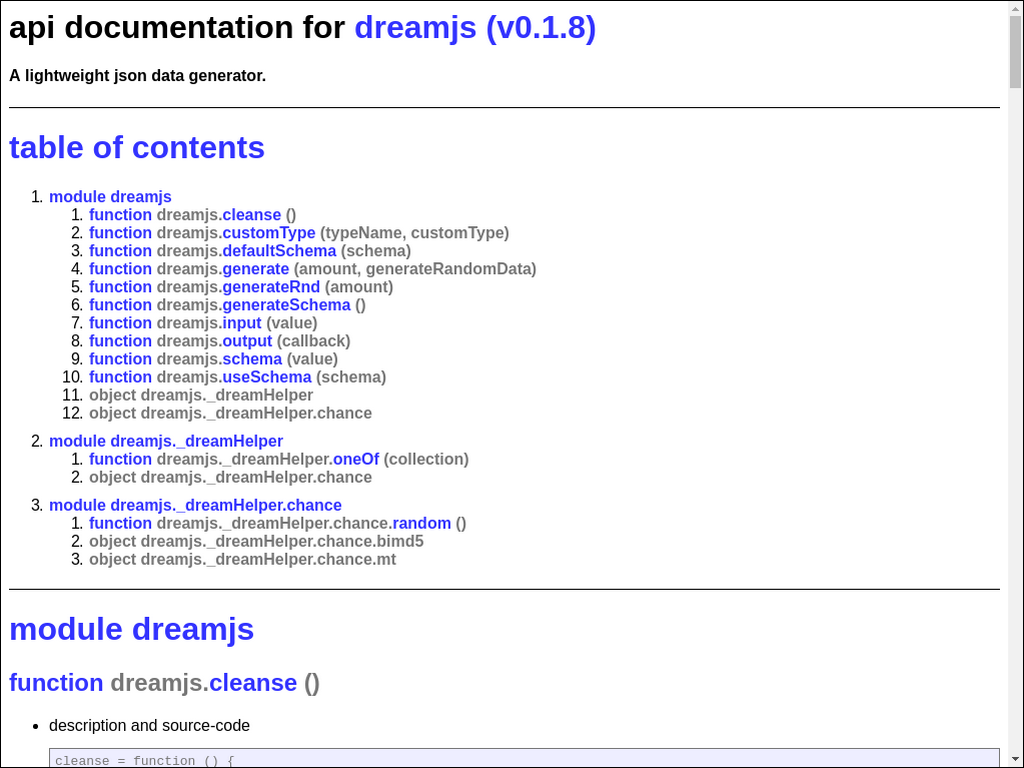 api documentation for dreamjs (v0.1.8)
A lightweight json data generator.
table of contents
1. module dreamjs
1. function dreamjs.cleanse ()
2. function dreamjs.customType (typeName, customType)
3. function dreamjs.defaultSchema (schema)
4. function dreamjs.generate (amount, generateRandomData)
5. function dreamjs.generateRnd (amount)
6. function dreamjs.generateSchema ()
7. function dreamjs.input (value)
8. function dreamjs.output (callback)
9. function dreamjs.schema (value)
10. function dreamjs.useSchema (schema)
11. object dreamjs._dreamHelper
12. object dreamjs._dreamHelper.chance
2. module dreamjs._dreamHelper
1. function dreamjs._dreamHelper.oneOf (collection)
2. object dreamjs._dreamHelper.chance
3. module dreamjs._dreamHelper.chance
1. function dreamjs._dreamHelper.chance.random ()
2. object dreamjs._dreamHelper.chance.bimd5
3. object dreamjs._dreamHelper.chance.mt
module dreamjs
function dreamjs.cleanse ()
• description and source-code
cleanse = function () {